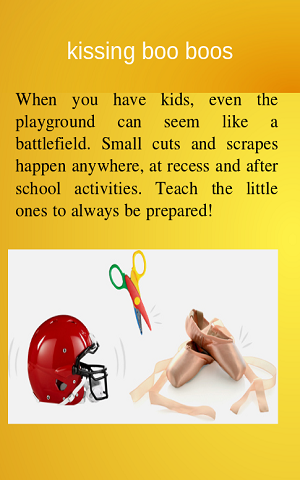 kissing boo boos
When you have kids, even the
playground can seem like a
battlefield. Small cuts and scrapes
happen anywhere, at recess and after
school activities. Teach the little
ones to always be prepared!